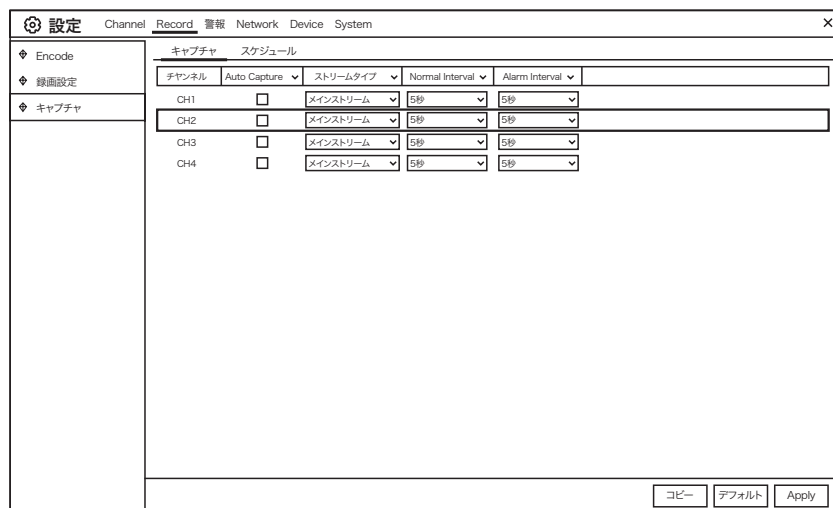 設定 Channel Record 警報 Network Device System ×
Encode
録画設定
キャプチャ
キャプチャ スケジュール
チャンネル Auto Capture ストリームタイプ Normal Interval Alarm Interval
CH1 メインストリーム 5秒 5秒
CH2 メインストリーム 5秒 5秒
CH3 メインストリーム 5秒 5秒
CH4 メインストリーム 5秒 5秒
コピー デフォルト Apply